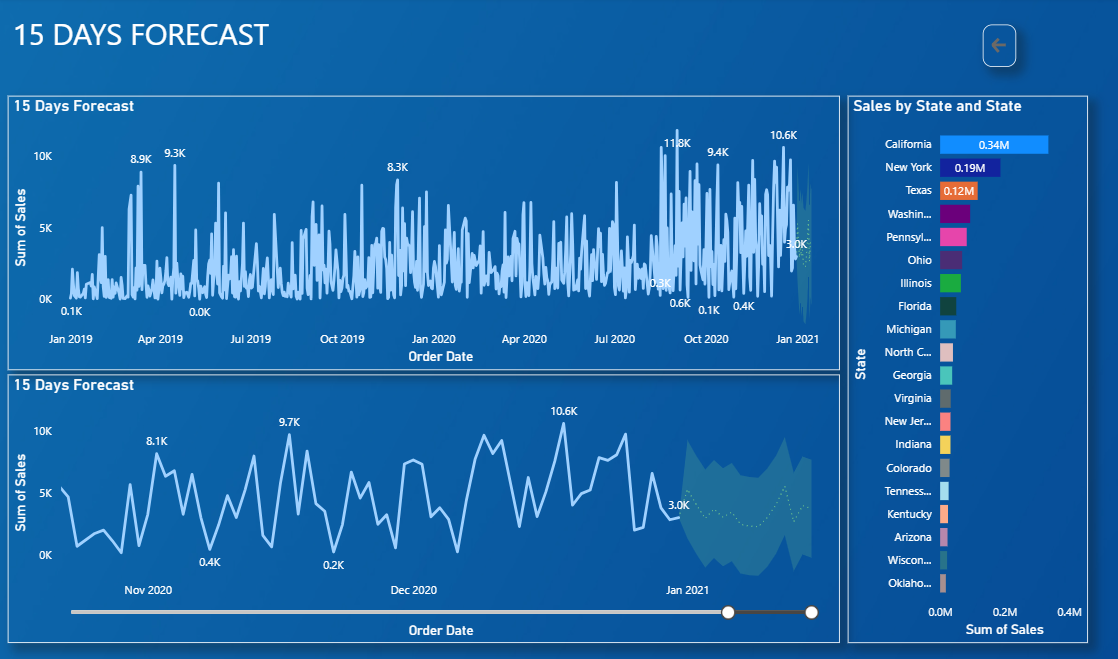 15 DAYS FORECAST
15 Days Forecast
Sum of Sales
10K
5K
0K
8.9K
9.3K
8.3K
11.8K
9.4K
10.6K
3.0K
0.3K
0.6K
0.1K
0.4K
0.1K
0.0K
Jan 2019
Apr 2019
Jul 2019
Oct 2019
Jan 2020
Apr 2020
Jul 2020
Oct 2020
Jan 2021
Order Date
15 Days Forecast
Sum of Sales
10K
5K
0K
8.1K
9.7K
10.6K
3.0K
0.4K
0.2K
Nov 2020
Dec 2020
Jan 2021
Order Date
Sales by State and State
State
California
0.34M
New York
0.19M
Texas
0.12M
Washin...
Pennsyl...
Ohio
Illinois
Florida
Michigan
North C...
Georgia
Virginia
New Jer...
Indiana
Colorado
Tenness...
Kentucky
Arizona
Wiscon...
Oklaho...
0.0M
0.2M
0.4M
Sum of Sales